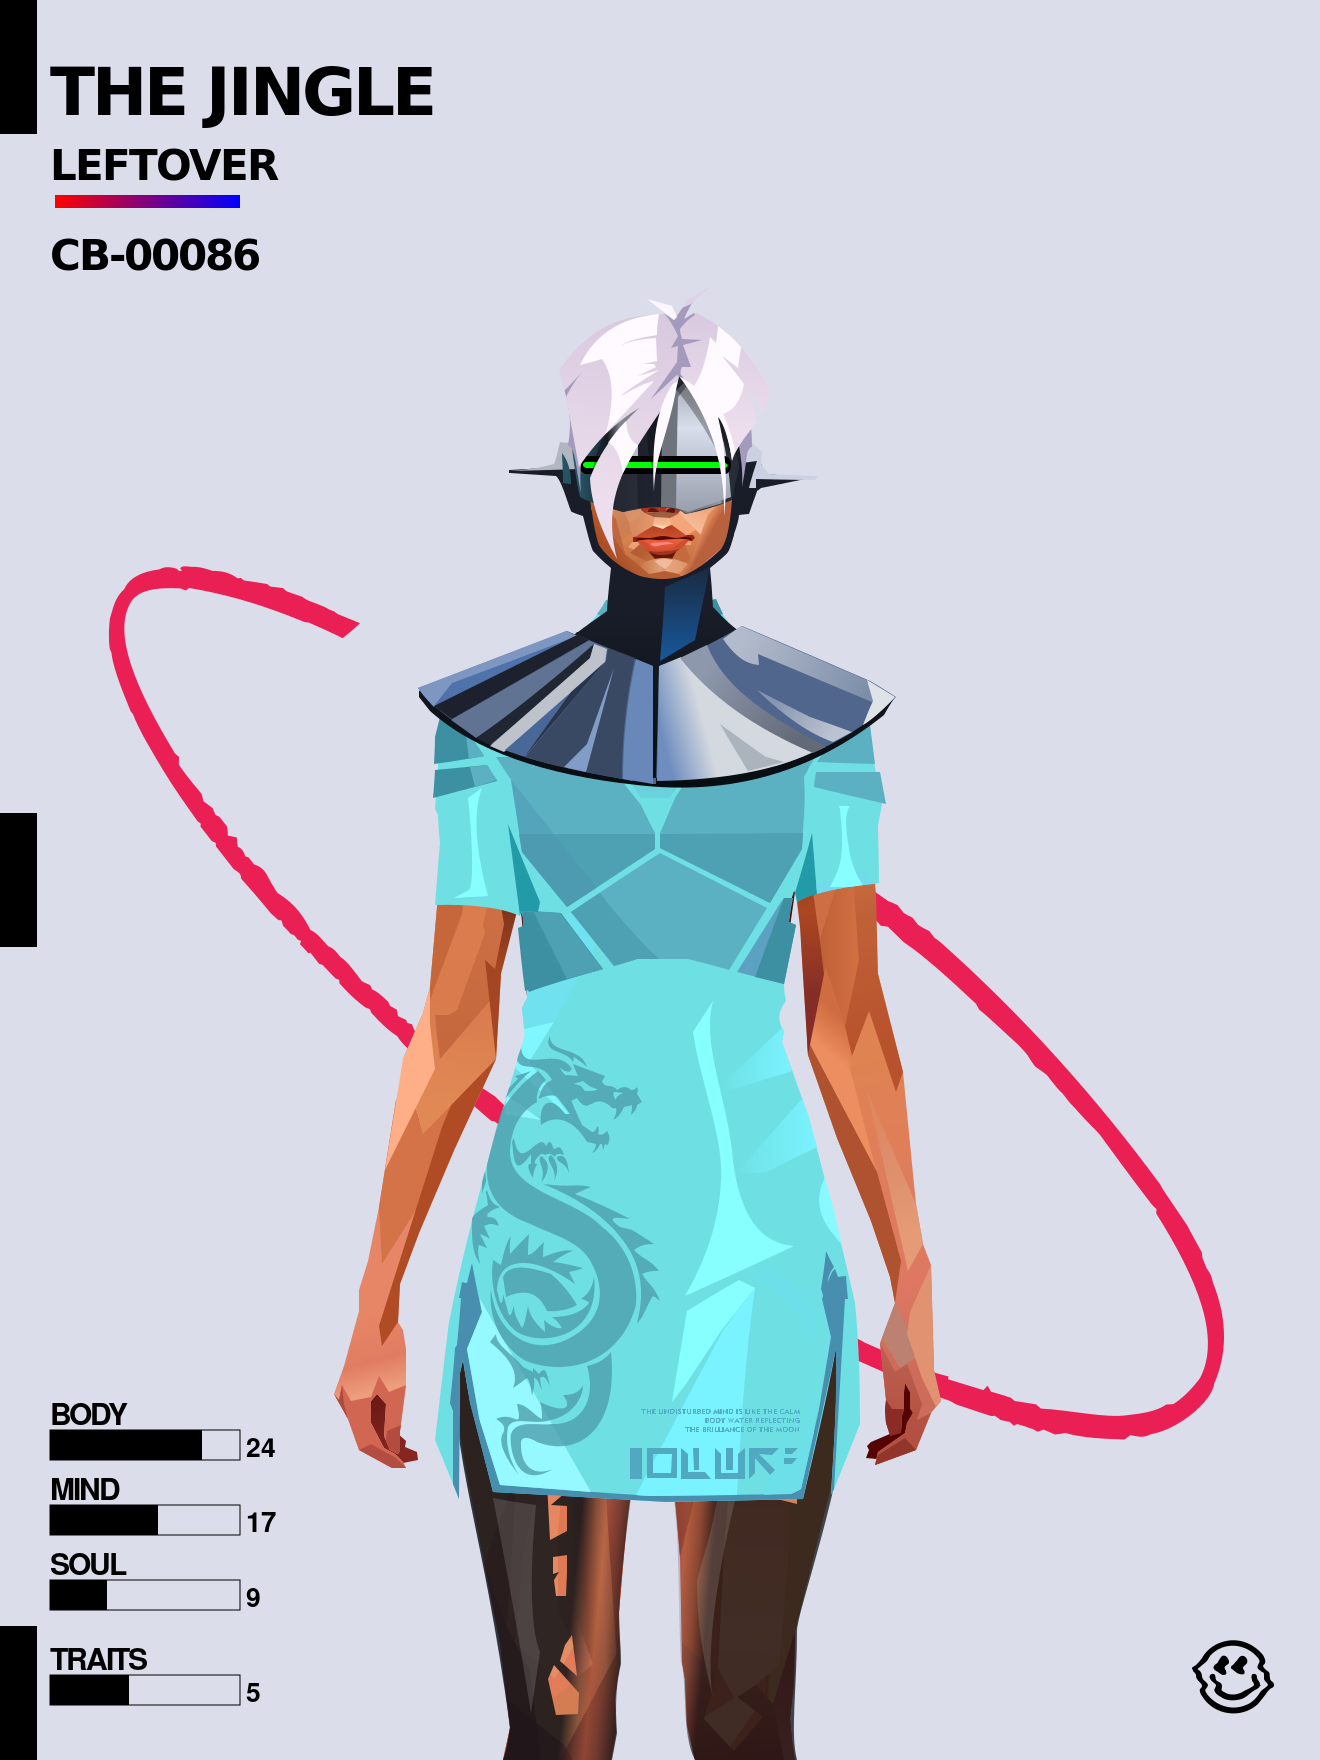 THE JINGLE
LEFTOVER
CB-00086
THE UNDISTURBED MIND IS LIKE THE CALM
BODY WATER REFLECTING
THE BRILLIANCE OF THE MOON
BODY
24
MIND
17
SOUL
9
TRAITS
5